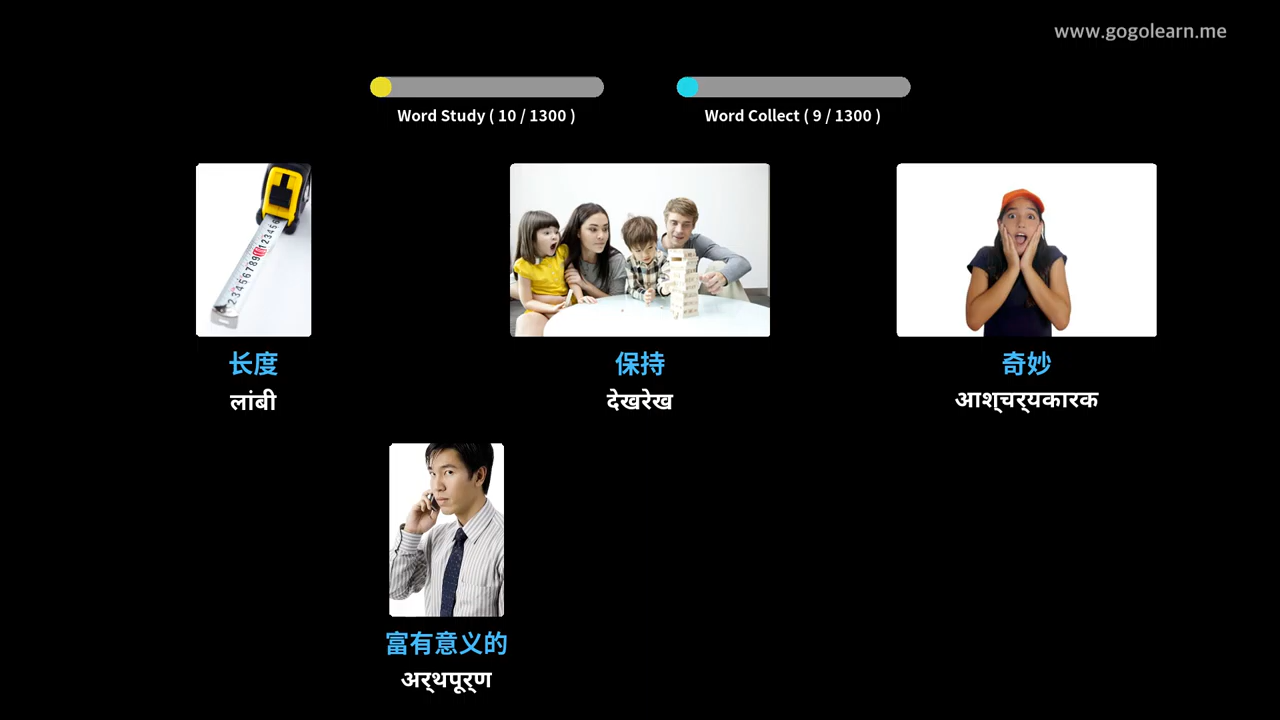 www.gogolearn.me
Word Study ( 10 / 1300 )
Word Collect ( 9 / 1300 )
长度
लांबी
保持
देखरेख
奇妙
आश्चर्यकारक
富有意义的
अर्थपूर्ण